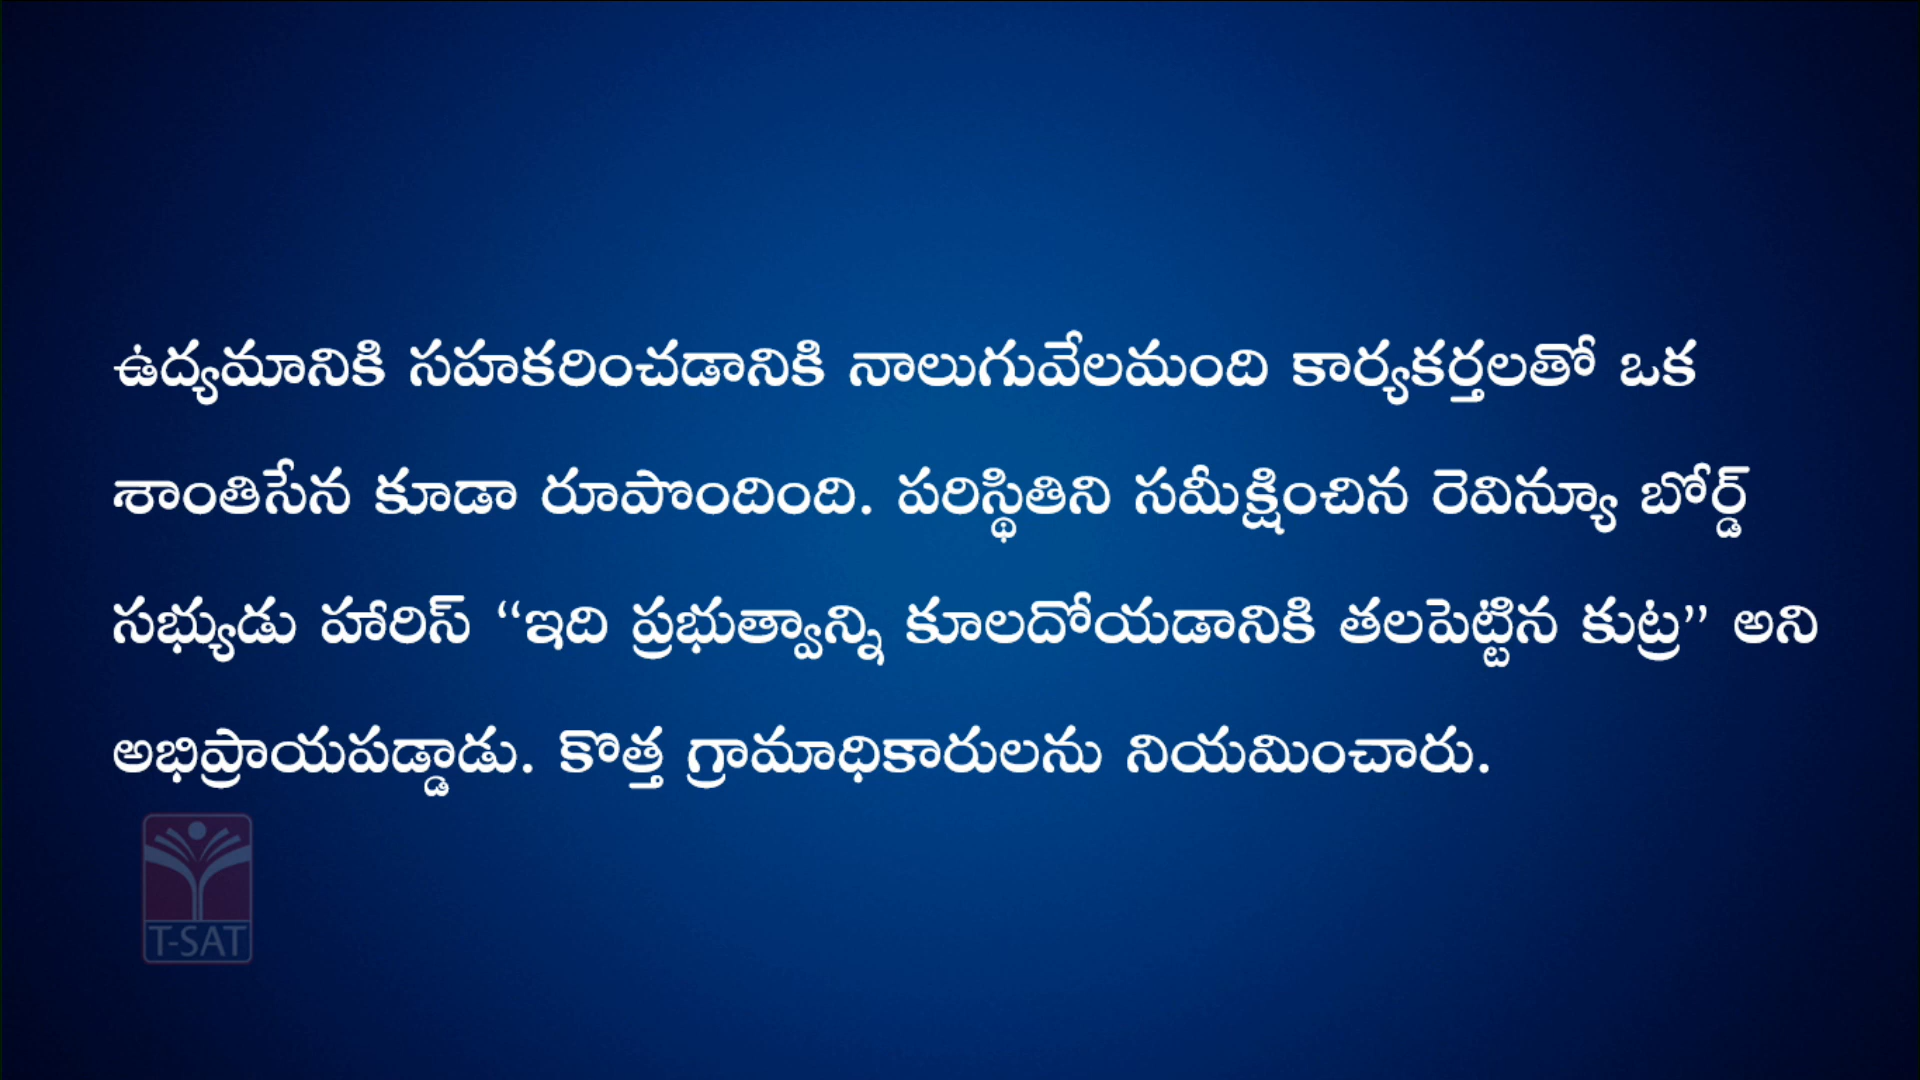 ఉద్యమానికి సహకరించడానికి నాలుగువేలమంది కార్యకర్తలతో ఒక
శాంతిసేన కూడా రూపొందింది. పరిస్థితిని సమీక్షించిన రెవిన్యూ బోర్డ్
సభ్యుడు హారిస్ “ఇది ప్రభుత్వాన్ని కూలదోయడానికి తలపెట్టిన కుట్ర” అని
అభిప్రాయపడ్డాడు. కొత్త గ్రామాధికారులను నియమించారు.
T-SAT